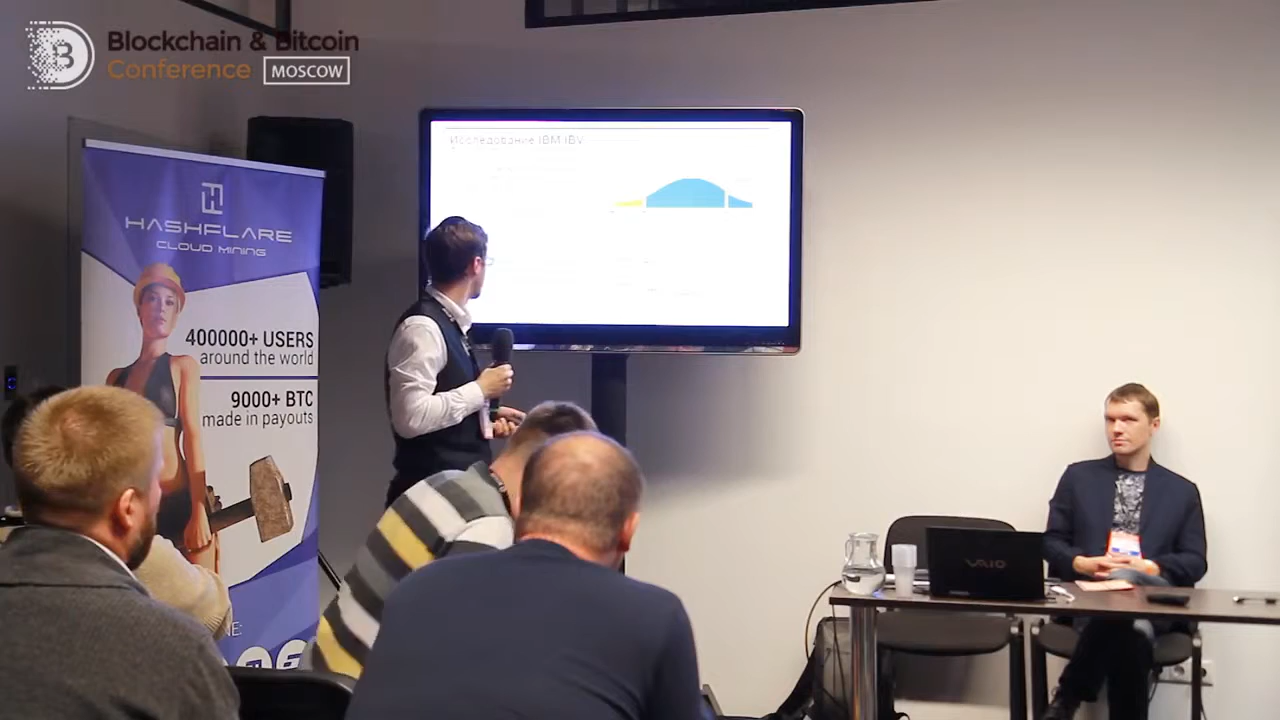 Blockchain & Bitcoin
Conference MOSCOW
Исследование IBM IBV
HASHFLARE
CLOUD MINING
400000+ USERS
around the world
9000+ BTC
made in payouts
NE:
VAIO